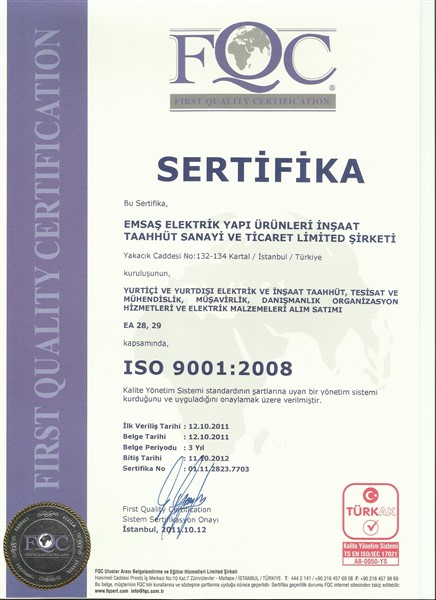 FQC
®
FIRST QUALITY CERTIFICATION
FIRST QUALITY CERTIFICATION
SERTİFİKA
Bu Sertifika,
EMSAŞ ELEKTRİK YAPI ÜRÜNLERİ İNŞAAT
TAAHHÜT SANAYİ VE TİCARET LİMİTED ŞİRKETİ
Yakacık Caddesi No:132-134 Kartal / İstanbul / Türkiye
kuruluşunun,
YURTİÇİ VE YURTDIŞI ELEKTRİK VE İNŞAAT TAAHHÜT, TESİSAT VE
MÜHENDİSLİK, MÜŞAVİRLİK, DANIŞMANLIK ORGANİZASYON
HİZMETLERİ VE ELEKTRİK MALZEMELERİ ALIM SATIMI
EA 28, 29
kapsamında,
ISO 9001:2008
Kalite Yönetim Sistemi standardının şartlarına uyan bir yönetim sistemi
kurduğunu ve uyguladığını onaylamak üzere verilmiştir.
İlk Veriliş Tarihi : 12.10.2011
Belge Tarihi : 12.10.2011
Belge Periyodu : 3 Yıl
Bitiş Tarihi : 11.10.2012
Sertifika No : 01.11.2823.7703
First Quality Certification
Sistem Sertifikasyon Onayı
İstanbul, 2011.10.12
FQC
TÜRKAK
Kalite Yönetim Sistemi
TS EN ISO/IEC 17021
AB-0050-YS
FQC Uluslar Arası Belgelendirme ve Eğitim Hizmetleri Limited Şirketi
www.fqcert.com info@fqc.com.tr